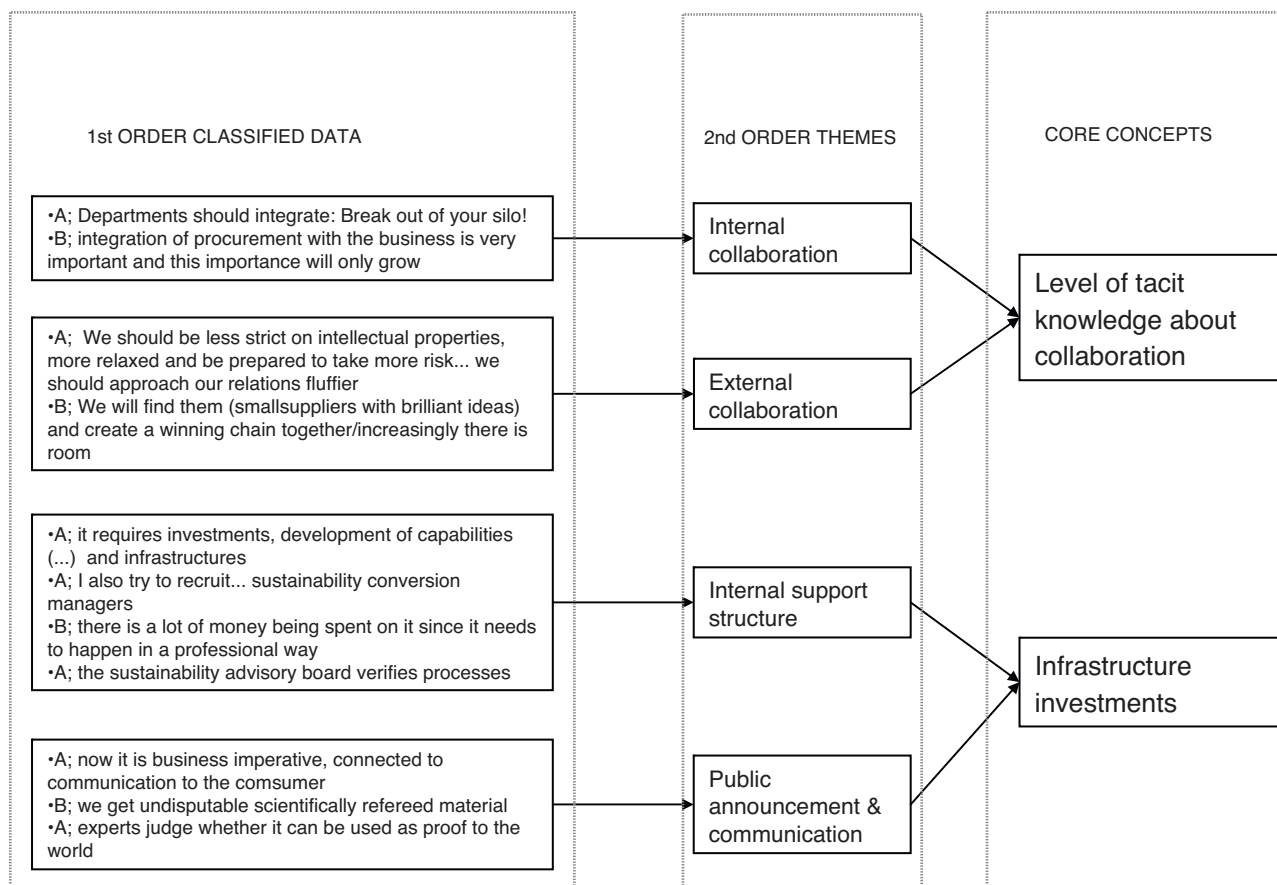 1st ORDER CLASSIFIED DATA
2nd ORDER THEMES
CORE CONCEPTS
•A; Departments should integrate: Break out of your silo!
•B; integration of procurement with the business is very
important and this importance will only grow
Internal
collaboration
Level of tacit
knowledge about
collaboration
•A;  We should be less strict on intellectual properties,
more relaxed and be prepared to take more risk... we
should approach our relations fluffier
•B; We will find them (smallsuppliers with brilliant ideas)
and create a winning chain together/increasingly there is
room
External
collaboration
•A; it requires investments, development of capabilities
(...)  and infrastructures
•A; I also try to recruit... sustainability conversion
managers
•B; there is a lot of money being spent on it since it needs
to happen in a professional way
•A; the sustainability advisory board verifies processes
Internal support
structure
Infrastructure
investments
•A; now it is business imperative, connected to
communication to the comsumer
•B; we get undisputable scientifically refereed material
•A; experts judge whether it can be used as proof to the
world
Public
announcement &
communication